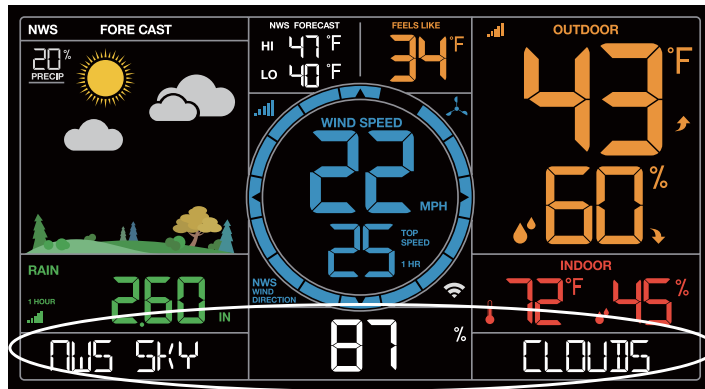 NWS FORE CAST
20%
PRECIP
NWS FORECAST
HI 47°F
LO 40°F
FEELS LIKE
34°F
OUTDOOR
43°F
60%
WIND SPEED
22 MPH
25 TOP SPEED
1 HR
NWS
WIND
DIRECTION
RAIN
1 HOUR
2.60 IN
INDOOR
72°F 45%
NWS SKY 87% CLOUDS